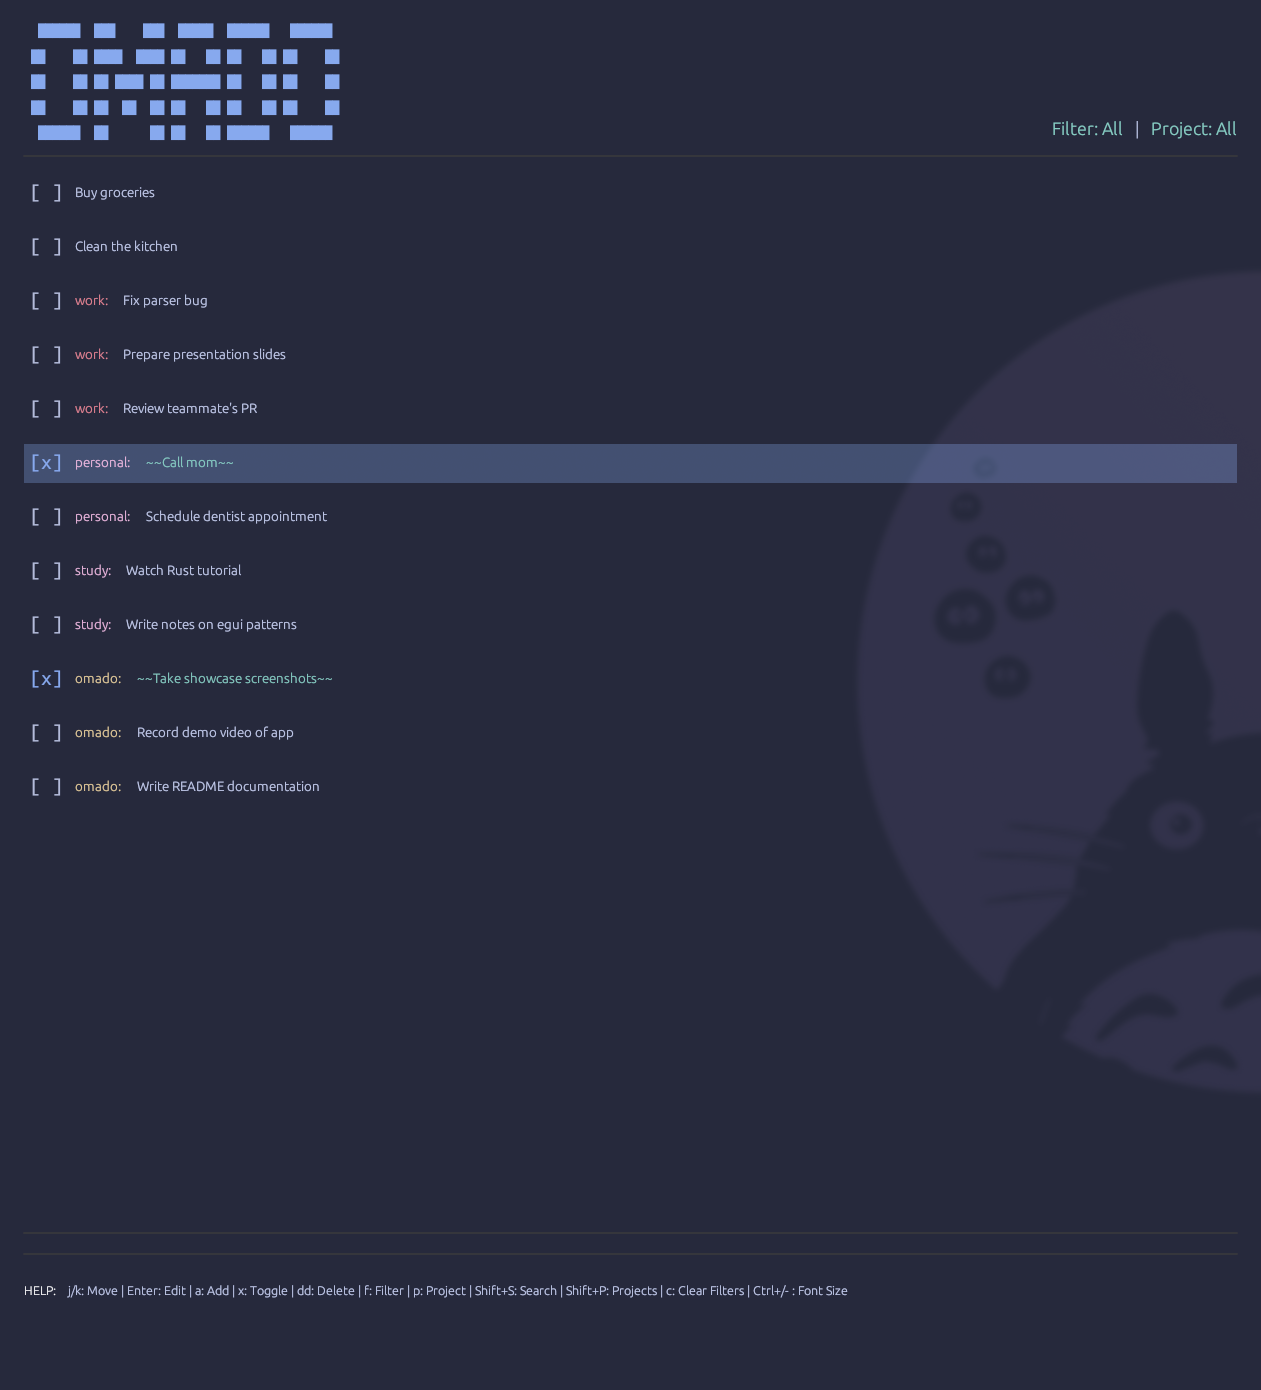 OMADO
Filter: All | Project: All
[ ] Buy groceries
[ ] Clean the kitchen
[ ] work: Fix parser bug
[ ] work: Prepare presentation slides
[ ] work: Review teammate's PR
[x] personal: ~~Call mom~~
[ ] personal: Schedule dentist appointment
[ ] study: Watch Rust tutorial
[ ] study: Write notes on egui patterns
[x] omado: ~~Take showcase screenshots~~
[ ] omado: Record demo video of app
[ ] omado: Write README documentation
HELP: j/k: Move | Enter: Edit | a: Add | x: Toggle | dd: Delete | f: Filter | p: Project | Shift+S: Search | Shift+P: Projects | c: Clear Filters | Ctrl+/- : Font Size